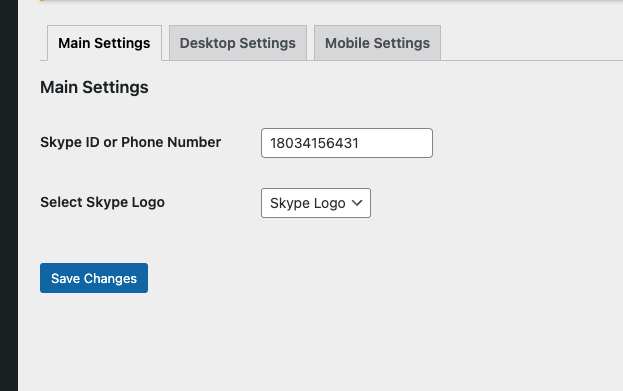 Main Settings
Desktop Settings
Mobile Settings
Main Settings
Skype ID or Phone Number
18034156431
Select Skype Logo
Skype Logo
Save Changes